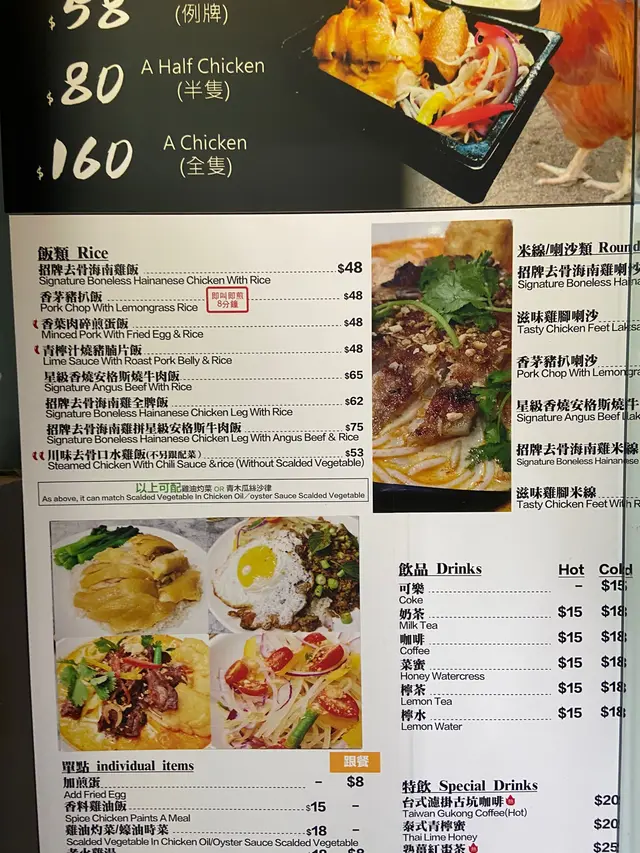 $58 (例牌)
$80 A Half Chicken
(半隻)
$160 A Chicken
(全隻)
飯類 Rice
招牌去骨海南雞飯 $48
Signature Boneless Hainanese Chicken With Rice
香茅豬扒飯 即叫即煎 8分鐘 $48
Pork Chop With Lemongrass Rice
香葉肉碎煎蛋飯 $48
Minced Pork With Fried Egg & Rice
青檸汁燒豬腩片飯 $48
Lime Sauce With Roast Pork Belly & Rice
星級香燒安格斯燒牛肉飯 $65
Signature Angus Beef With Rice
招牌去骨海南雞全髀飯 $62
Signature Boneless Hainanese Chicken Leg With Rice
招牌去骨海南雞拼星級安格斯牛肉飯 $75
Signature Boneless Hainanese Chicken Leg With Angus Beef & Rice
川味去骨口水雞飯(不另跟配菜) $53
Steamed Chicken With Chili Sauce &rice (Without Scalded Vegetable)
以上可配雞油灼菜 OR 青木瓜絲沙律
As above, it can match Scalded Vegetable In Chicken Oil/oyster Sauce Scalded Vegetable
單點 individual items 跟餐
加煎蛋 – $8
Add Fried Egg
香料雞油飯 $15 –
Spice Chicken Paints A Meal
雞油灼菜/蠔油時菜 $18 –
Scalded Vegetable In Chicken Oil/Oyster Sauce Scalded Vegetable
米線/喇沙類 Round
招牌去骨海南雞喇沙
Signature Boneless Haina
滋味雞腳喇沙
Tasty Chicken Feet Laksa
香茅豬扒喇沙
Pork Chop With Lemongra
星級香燒安格斯燒牛
Signature Angus Beef Lak
招牌去骨海南雞米線
Signature Boneless Hainanese
滋味雞腳米線
Tasty Chicken Feet With R
飲品 Drinks Hot Cold
可樂 – $15
Coke
奶茶 $15 $18
Milk Tea
咖啡 $15 $18
Coffee
菜蜜 $15 $18
Honey Watercress
檸茶 $15 $18
Lemon Tea
檸水 $15 $18
Lemon Water
特飲 Special Drinks
台式濾掛古坑咖啡 $20
Taiwan Gukong Coffee(Hot)
泰式青檸蜜 $20
Thai Lime Honey
$25